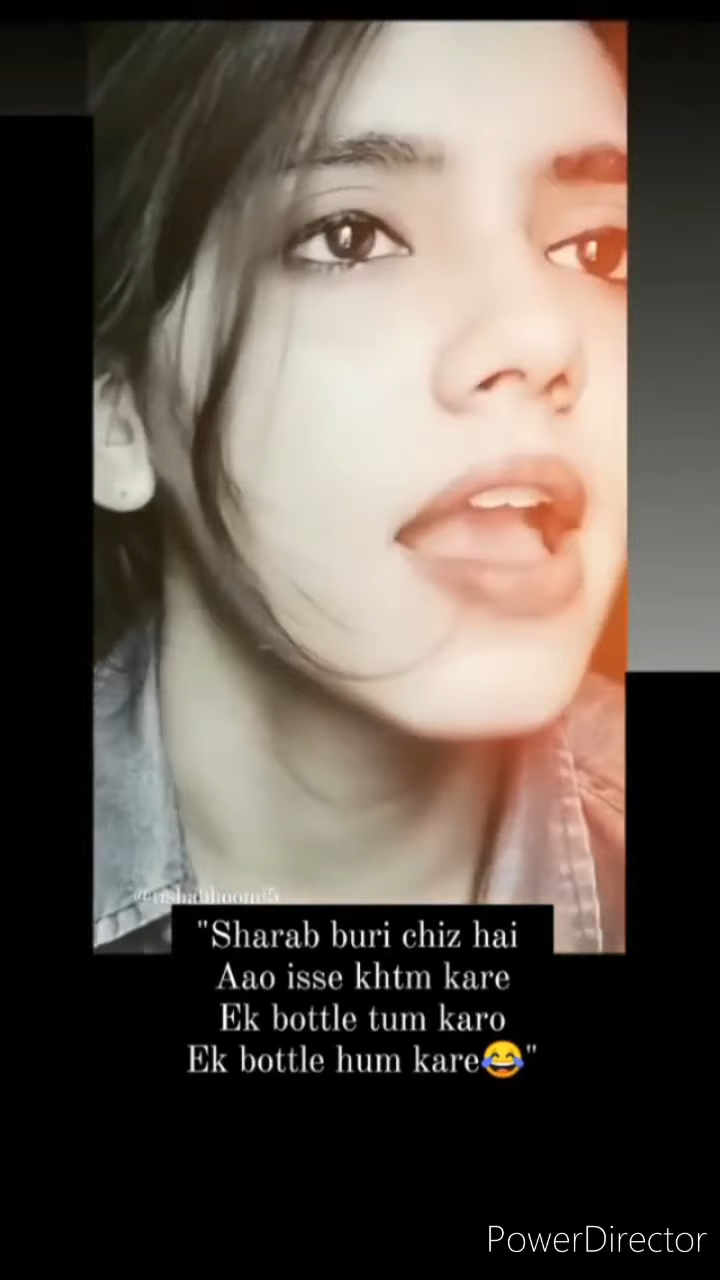 "Sharab buri chiz hai
Aao isse khtm kare
Ek bottle tum karo
Ek bottle hum kare😂"
PowerDirector